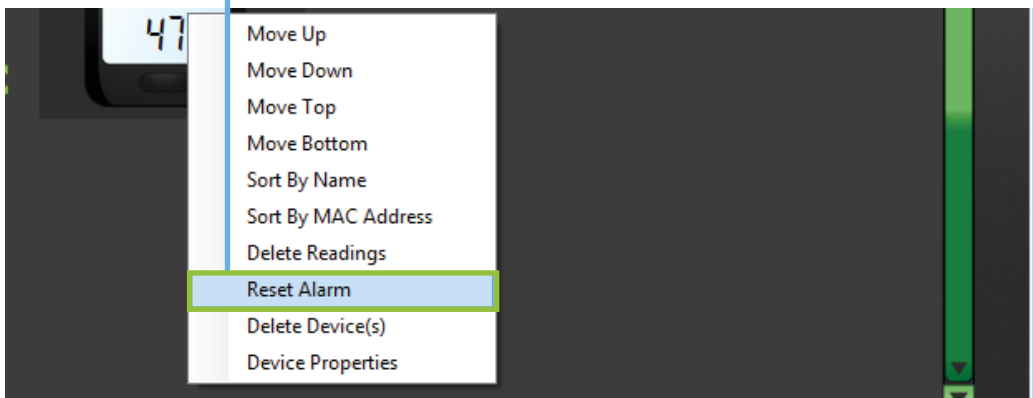 47
Move Up
Move Down
Move Top
Move Bottom
Sort By Name
Sort By MAC Address
Delete Readings
Reset Alarm
Delete Device(s)
Device Properties